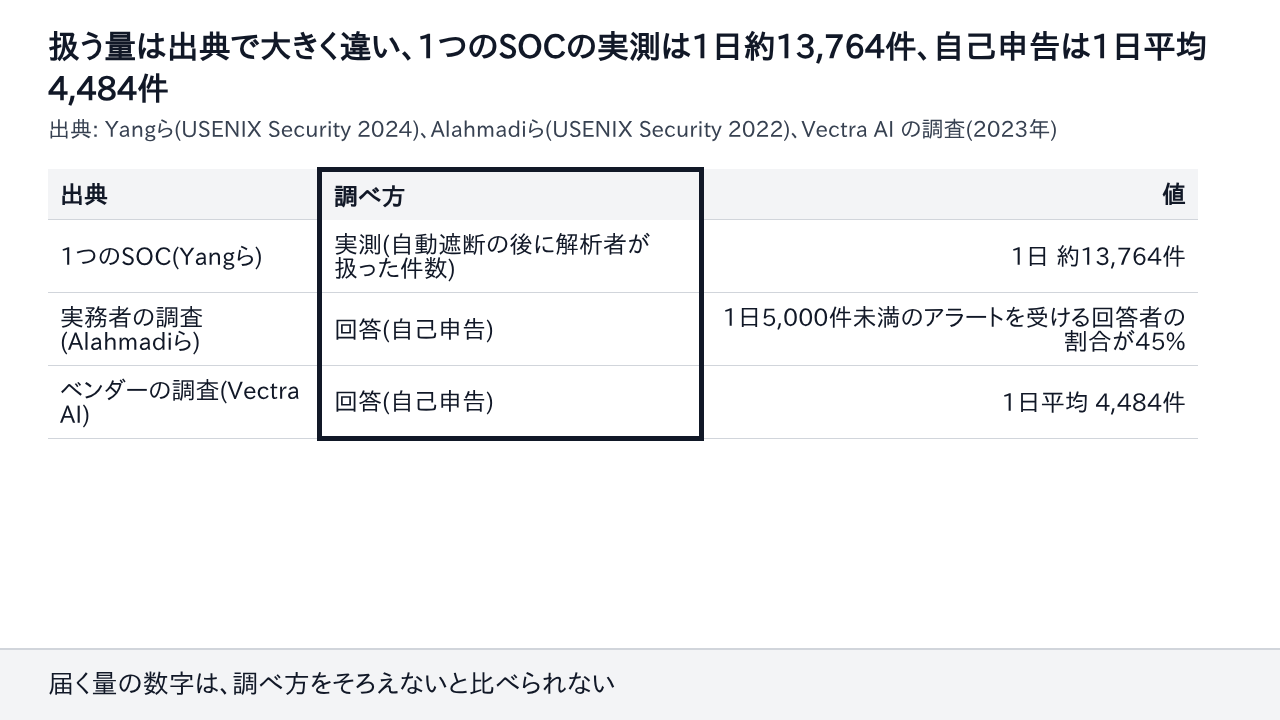 扱う量は出典で大きく違い、1つのSOCの実測は1日約13,764件、自己申告は1日平均
4,484件
出典: Yangら(USENIX Security 2024)、Alahmadiら(USENIX Security 2022)、Vectra AI の調査(2023年)
出典
調べ方
値
1つのSOC(Yangら)
実測(自動遮断の後に解析者が
扱った件数)
1日 約13,764件
実務者の調査
(Alahmadiら)
回答(自己申告)
1日5,000件未満のアラートを受ける回答者の
割合が45%
ベンダーの調査(Vectra
AI)
回答(自己申告)
1日平均 4,484件
届く量の数字は、調べ方をそろえないと比べられない